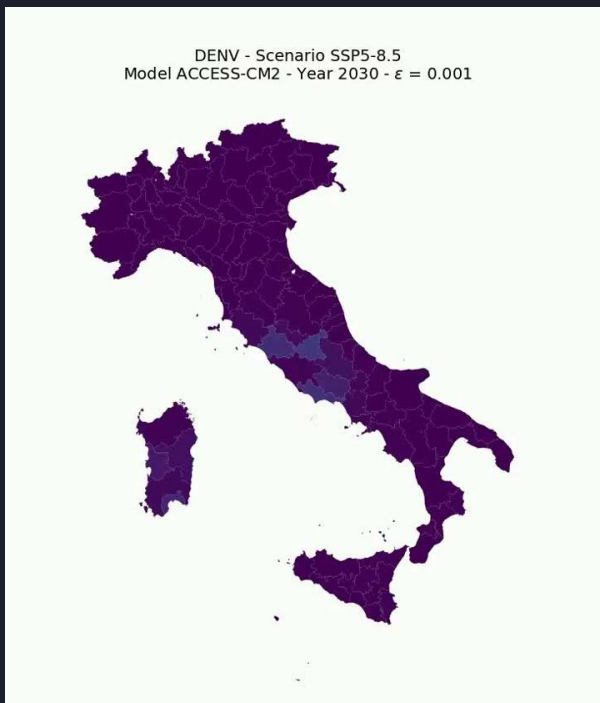 DENV - Scenario SSP5-8.5
Model ACCESS-CM2 - Year 2030 - ε = 0.001